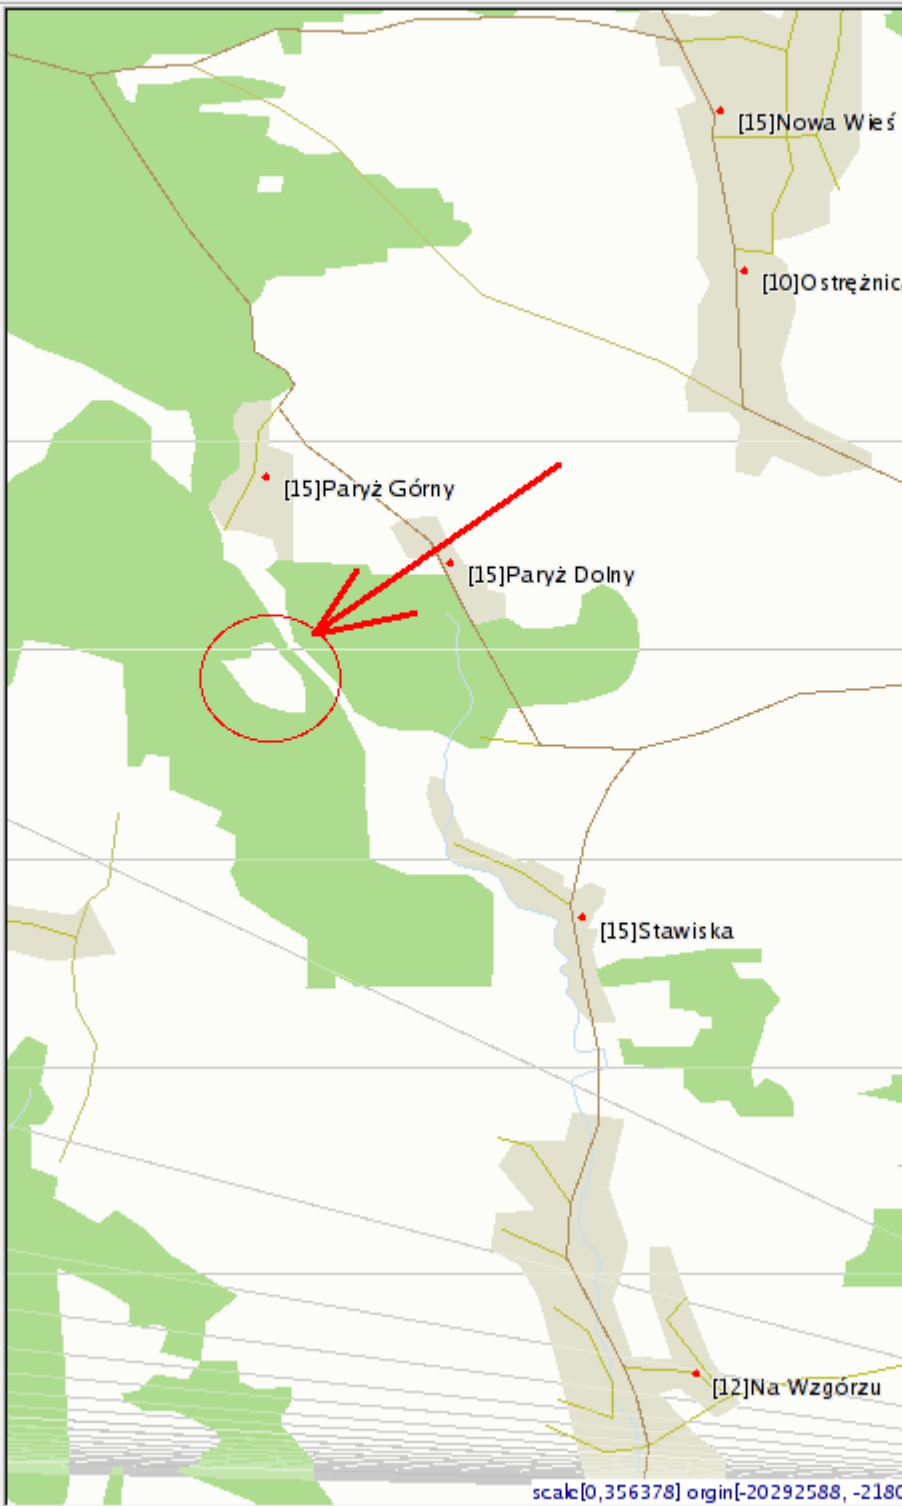 [15]Nowa Wieś
[10]Ostrężnic
[15]Paryż Górny
[15]Paryż Dolny
[15]Stawiska
[12]Na Wzgórzu
scale[0,356378] orgin[-20292588, -2180